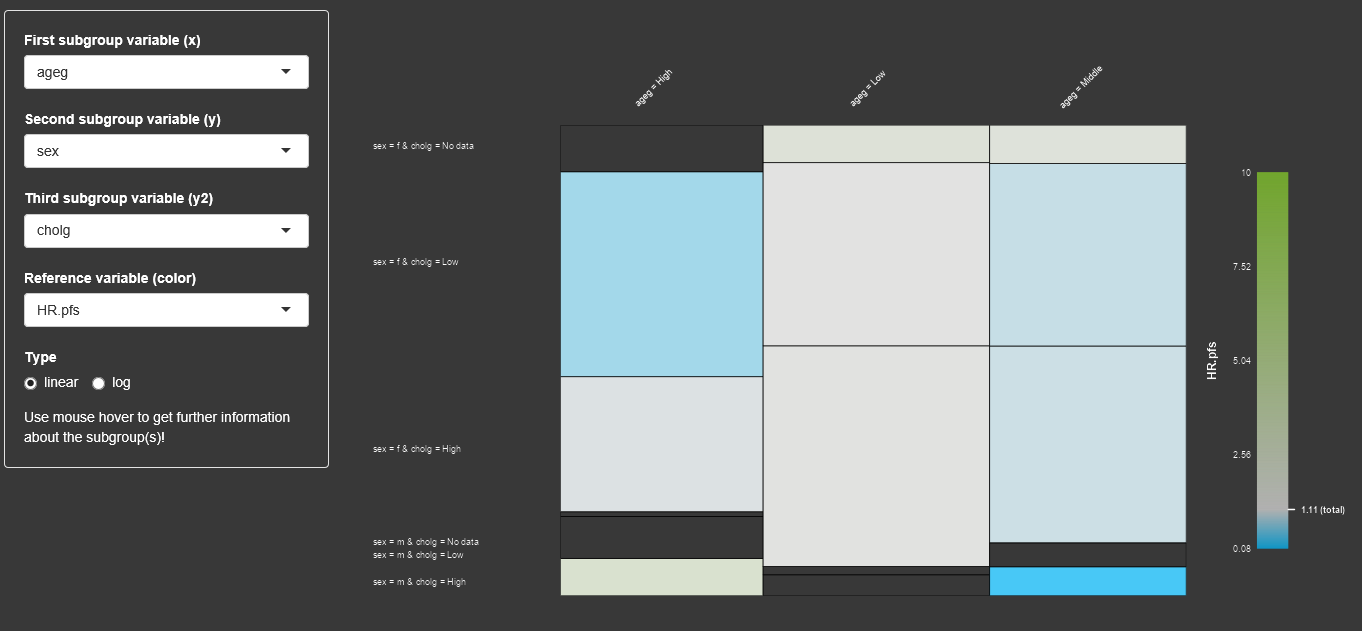 First subgroup variable (x)
ageg
Second subgroup variable (y)
sex
Third subgroup variable (y2)
cholg
Reference variable (color)
HR.pfs
Type
linear log
Use mouse hover to get further information
about the subgroup(s)!
ageg = High
ageg = Low
ageg = Middle
sex = f & cholg = No data
sex = f & cholg = Low
sex = f & cholg = High
sex = m & cholg = No data
sex = m & cholg = Low
sex = m & cholg = High
HR.pfs
10
7.52
5.04
2.56
1.11 (total)
0.08